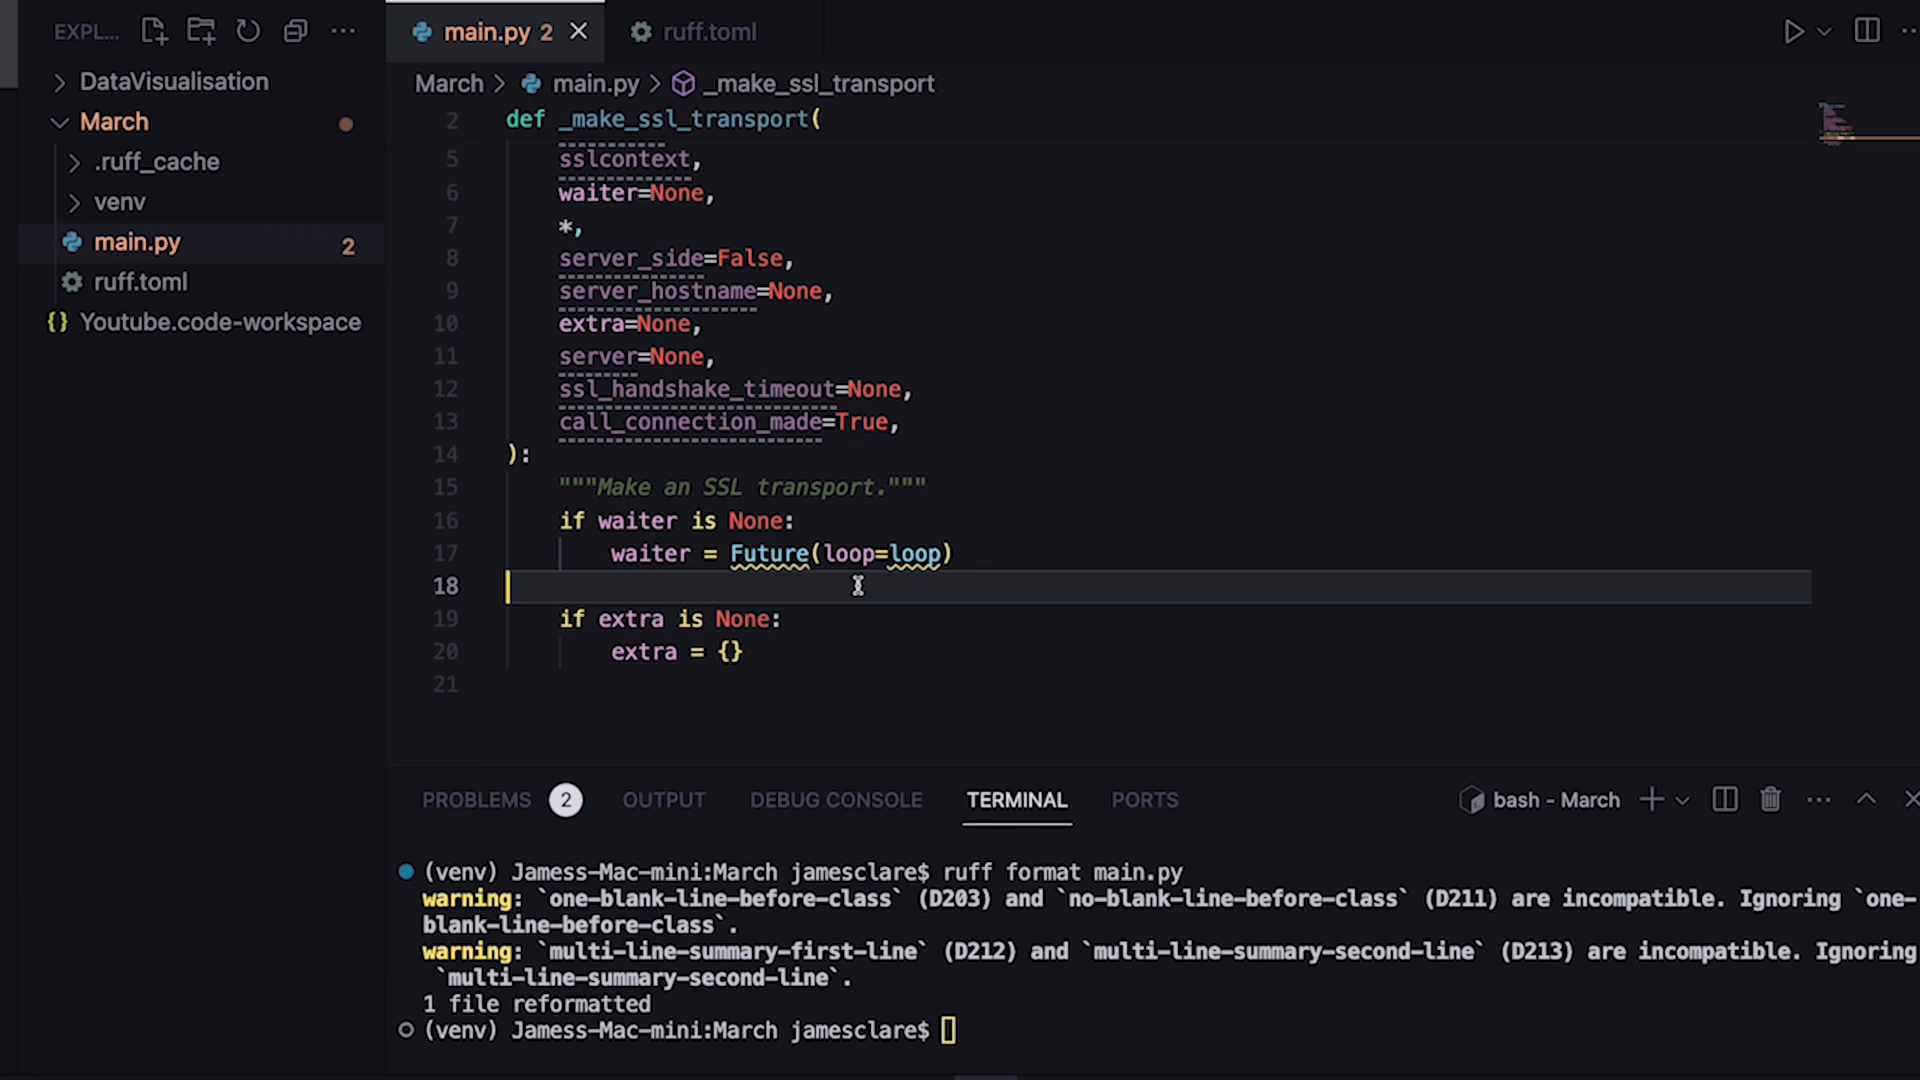 EXPL...
DataVisualisation
March
.ruff_cache
venv
main.py 2
ruff.toml
Youtube.code-workspace
main.py 2
ruff.toml
March > main.py > _make_ssl_transport
2 def _make_ssl_transport(
5 sslcontext,
6 waiter=None,
7 *,
8 server_side=False,
9 server_hostname=None,
10 extra=None,
11 server=None,
12 ssl_handshake_timeout=None,
13 call_connection_made=True,
14 ):
15 """Make an SSL transport."""
16 if waiter is None:
17 waiter = Future(loop=loop)
18
19 if extra is None:
20 extra = {}
21
PROBLEMS 2 OUTPUT DEBUG CONSOLE TERMINAL PORTS
bash - March
(venv) Jamess-Mac-mini:March jamesclare$ ruff format main.py
warning: `one-blank-line-before-class` (D203) and `no-blank-line-before-class` (D211) are incompatible. Ignoring `one-
blank-line-before-class`.
warning: `multi-line-summary-first-line` (D212) and `multi-line-summary-second-line` (D213) are incompatible. Ignoring
`multi-line-summary-second-line`.
1 file reformatted
(venv) Jamess-Mac-mini:March jamesclare$